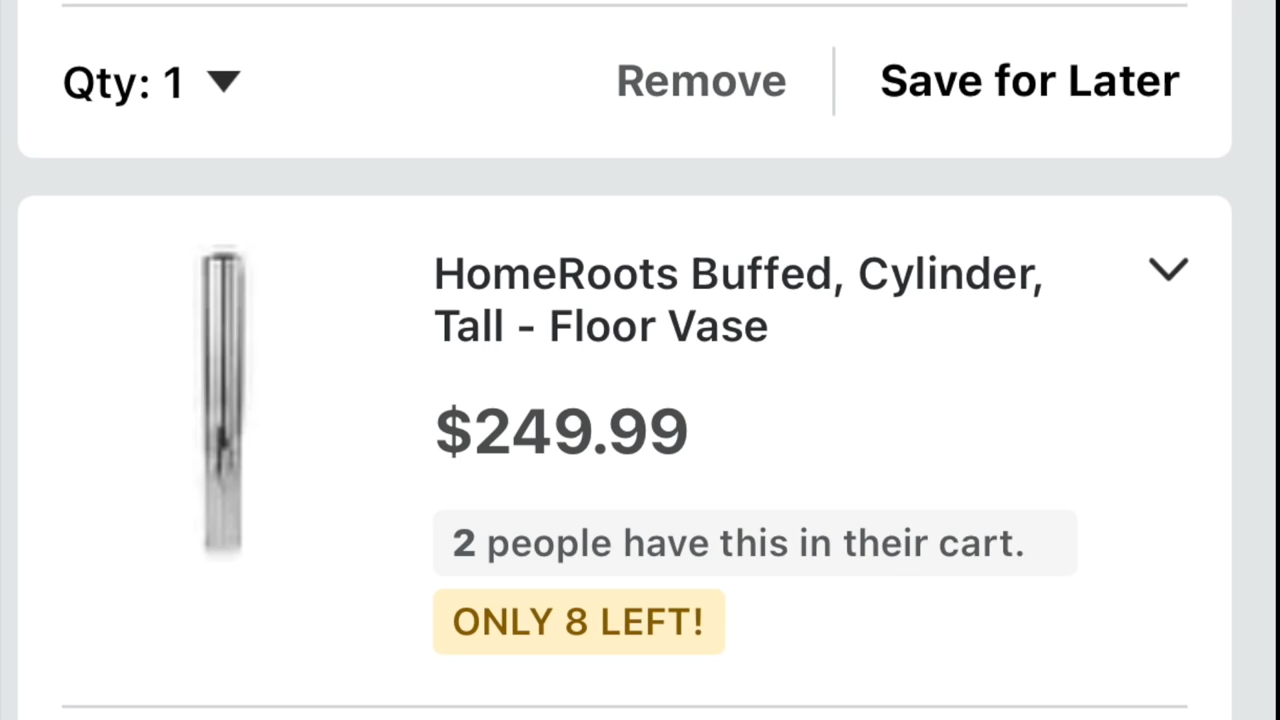 Qty: 1
Remove
Save for Later
HomeRoots Buffed, Cylinder,
Tall - Floor Vase
$249.99
2 people have this in their cart.
ONLY 8 LEFT!